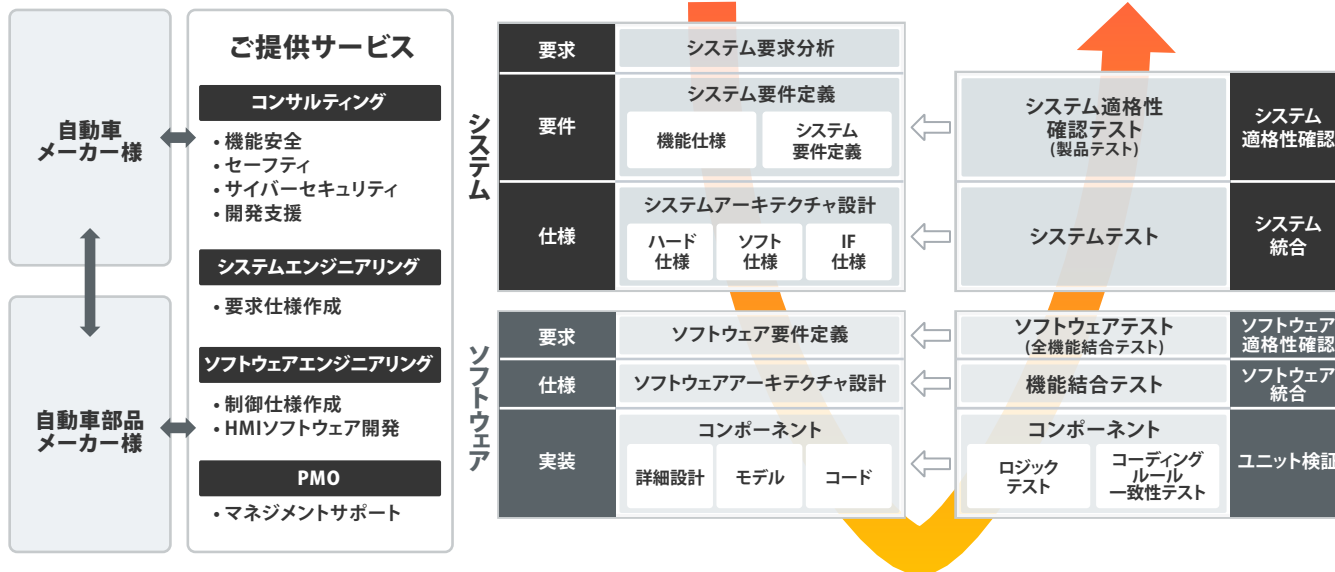 自動車
メーカー様
自動車部品
メーカー様
ご提供サービス
コンサルティング
・機能安全
・セーフティ
・サイバーセキュリティ
・開発支援
システムエンジニアリング
・要求仕様作成
ソフトウェアエンジニアリング
・制御仕様作成
・HMIソフトウェア開発
PMO
・マネジメントサポート
システム
要求
システム要求分析
要件
システム要件定義
機能仕様
システム
要件定義
システム適格性
確認テスト
(製品テスト)
システム
適格性確認
仕様
システムアーキテクチャ設計
ハード
仕様
ソフト
仕様
IF
仕様
システムテスト
システム
統合
ソフトウェア
要求
ソフトウェア要件定義
ソフトウェアテスト
(全機能結合テスト)
ソフトウェア
適格性確認
仕様
ソフトウェアアーキテクチャ設計
機能結合テスト
ソフトウェア
統合
実装
コンポーネント
詳細設計
モデル
コード
コンポーネント
ロジック
テスト
コーディング
ルール
一致性テスト
ユニット検証